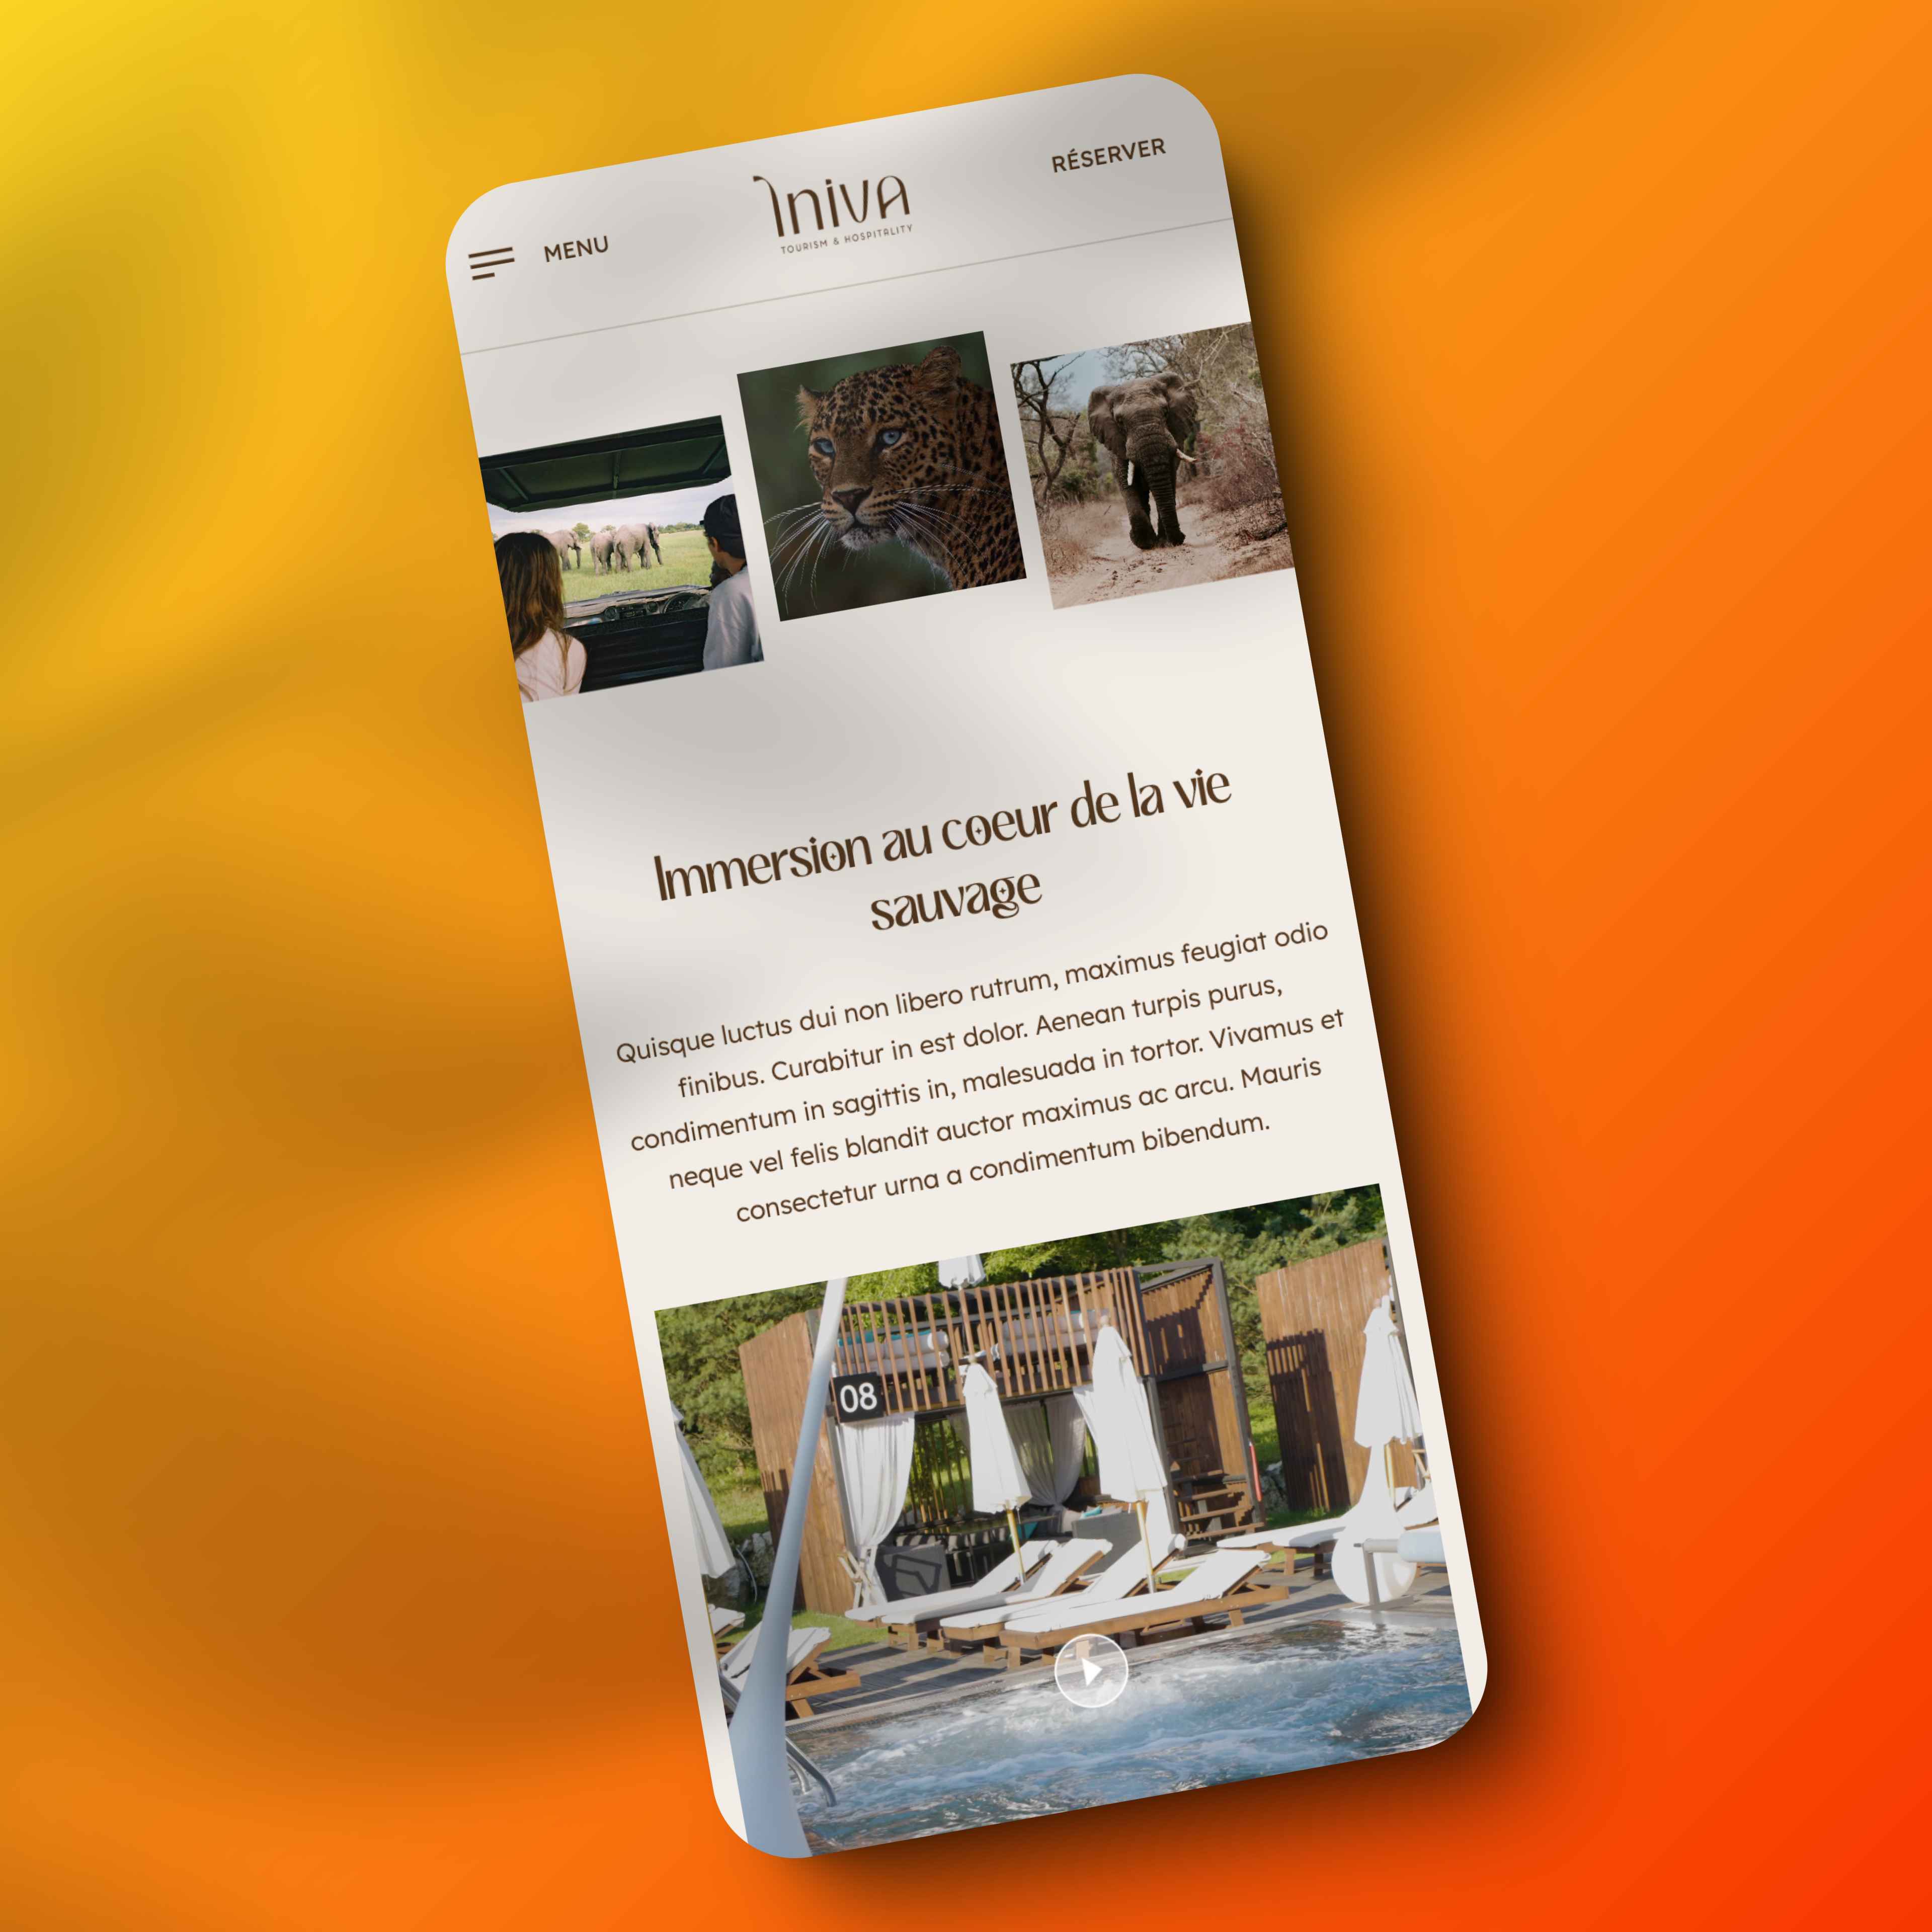 MENU
Iniva
TOURISM & HOSPITALITY
RÉSERVER
Immersion au coeur de la vie
sauvage
Quisque luctus dui non libero rutrum, maximus feugiat odio
finibus. Curabitur in est dolor. Aenean turpis purus,
condimentum in sagittis in, malesuada in tortor. Vivamus et
neque vel felis blandit auctor maximus ac arcu. Mauris
consectetur urna a condimentum bibendum.
08